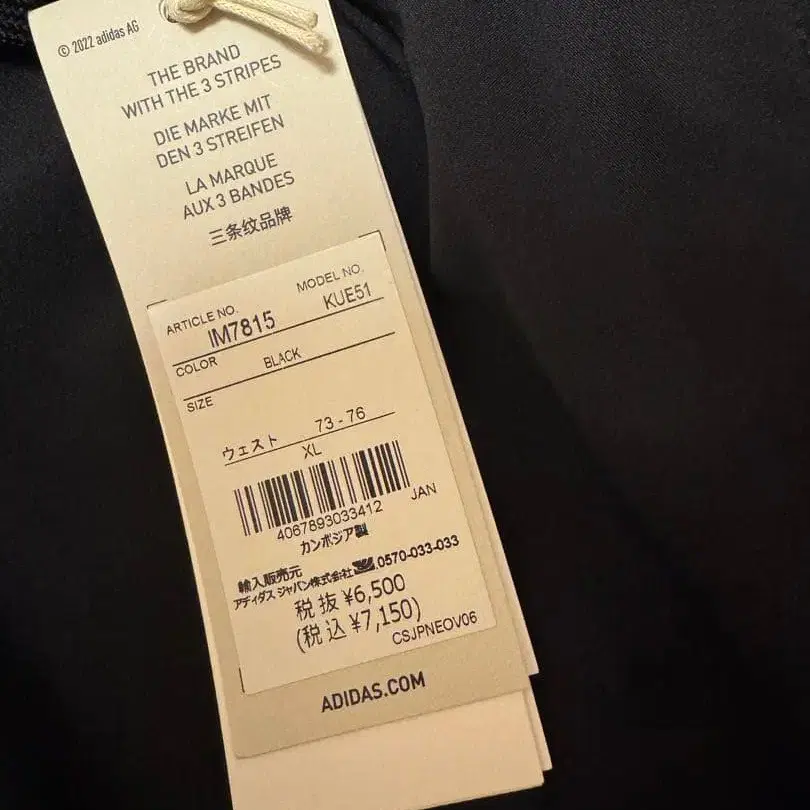 © 2022 adidas AG
THE BRAND
WITH THE 3 STRIPES
DIE MARKE MIT
DEN 3 STREIFEN
LA MARQUE
AUX 3 BANDES
三条纹品牌
ARTICLE NO. MODEL NO.
IM7815 KUE51
COLOR BLACK
SIZE
ウェスト 73-76
XL
4067893033412 JAN
カンボジア製
輸入販売元
アディダス ジャパン株式会社 0570-033-033
税抜 ¥6,500
(税込 ¥7,150)
CSJPNEOV06
ADIDAS.COM